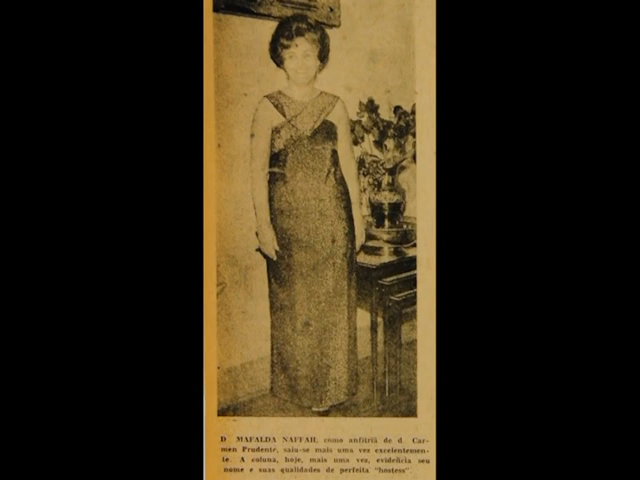 D MAFALDA NAFFAH, como anfitriã de d. Car-
men Prudente, saiu-se mais uma vez excelentemen-
te. A coluna, hoje, mais uma vez, evidencia seu
nome e suas qualidades de perfeita "hostess".